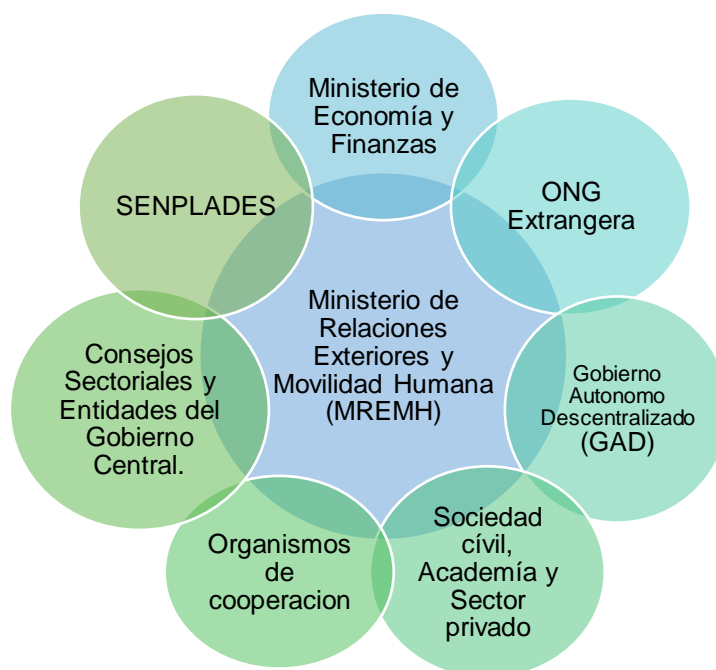 Ministerio de
Economía y
Finanzas
SENPLADES
ONG
Extrangera
Ministerio de
Relaciones
Exteriores y
Movilidad Humana
(MREMH)
Consejos
Sectoriales y
Entidades del
Gobierno
Central.
Gobierno
Autonomo
Descentralizado
(GAD)
Organismos
de
cooperacion
Sociedad
cívil,
Academía y
Sector
privado